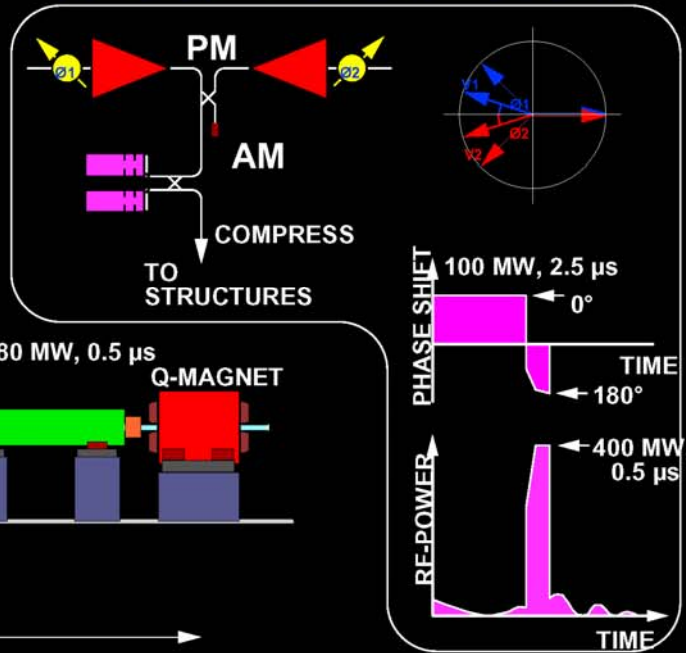 PM
Ø1
Ø2
AM
COMPRESS
TO
STRUCTURES
V1
Ø1
Ø2
V2
PHASE SHIFT
100 MW, 2.5 µs
0°
TIME
180°
80 MW, 0.5 µs
Q-MAGNET
RF-POWER
400 MW
0.5 µs
TIME